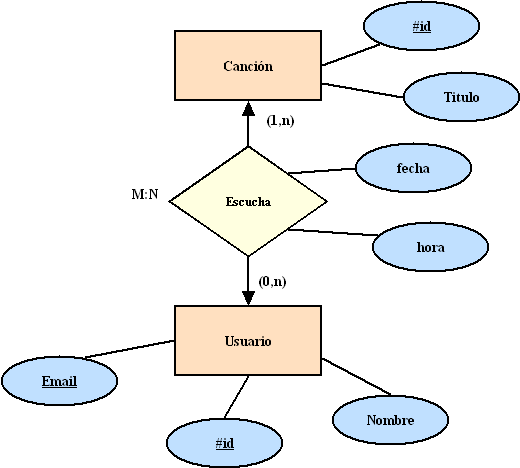 #id
Canción
Titulo
(1,n)
fecha
M:N
Escucha
hora
(0,n)
Usuario
Email
Nombre
#id